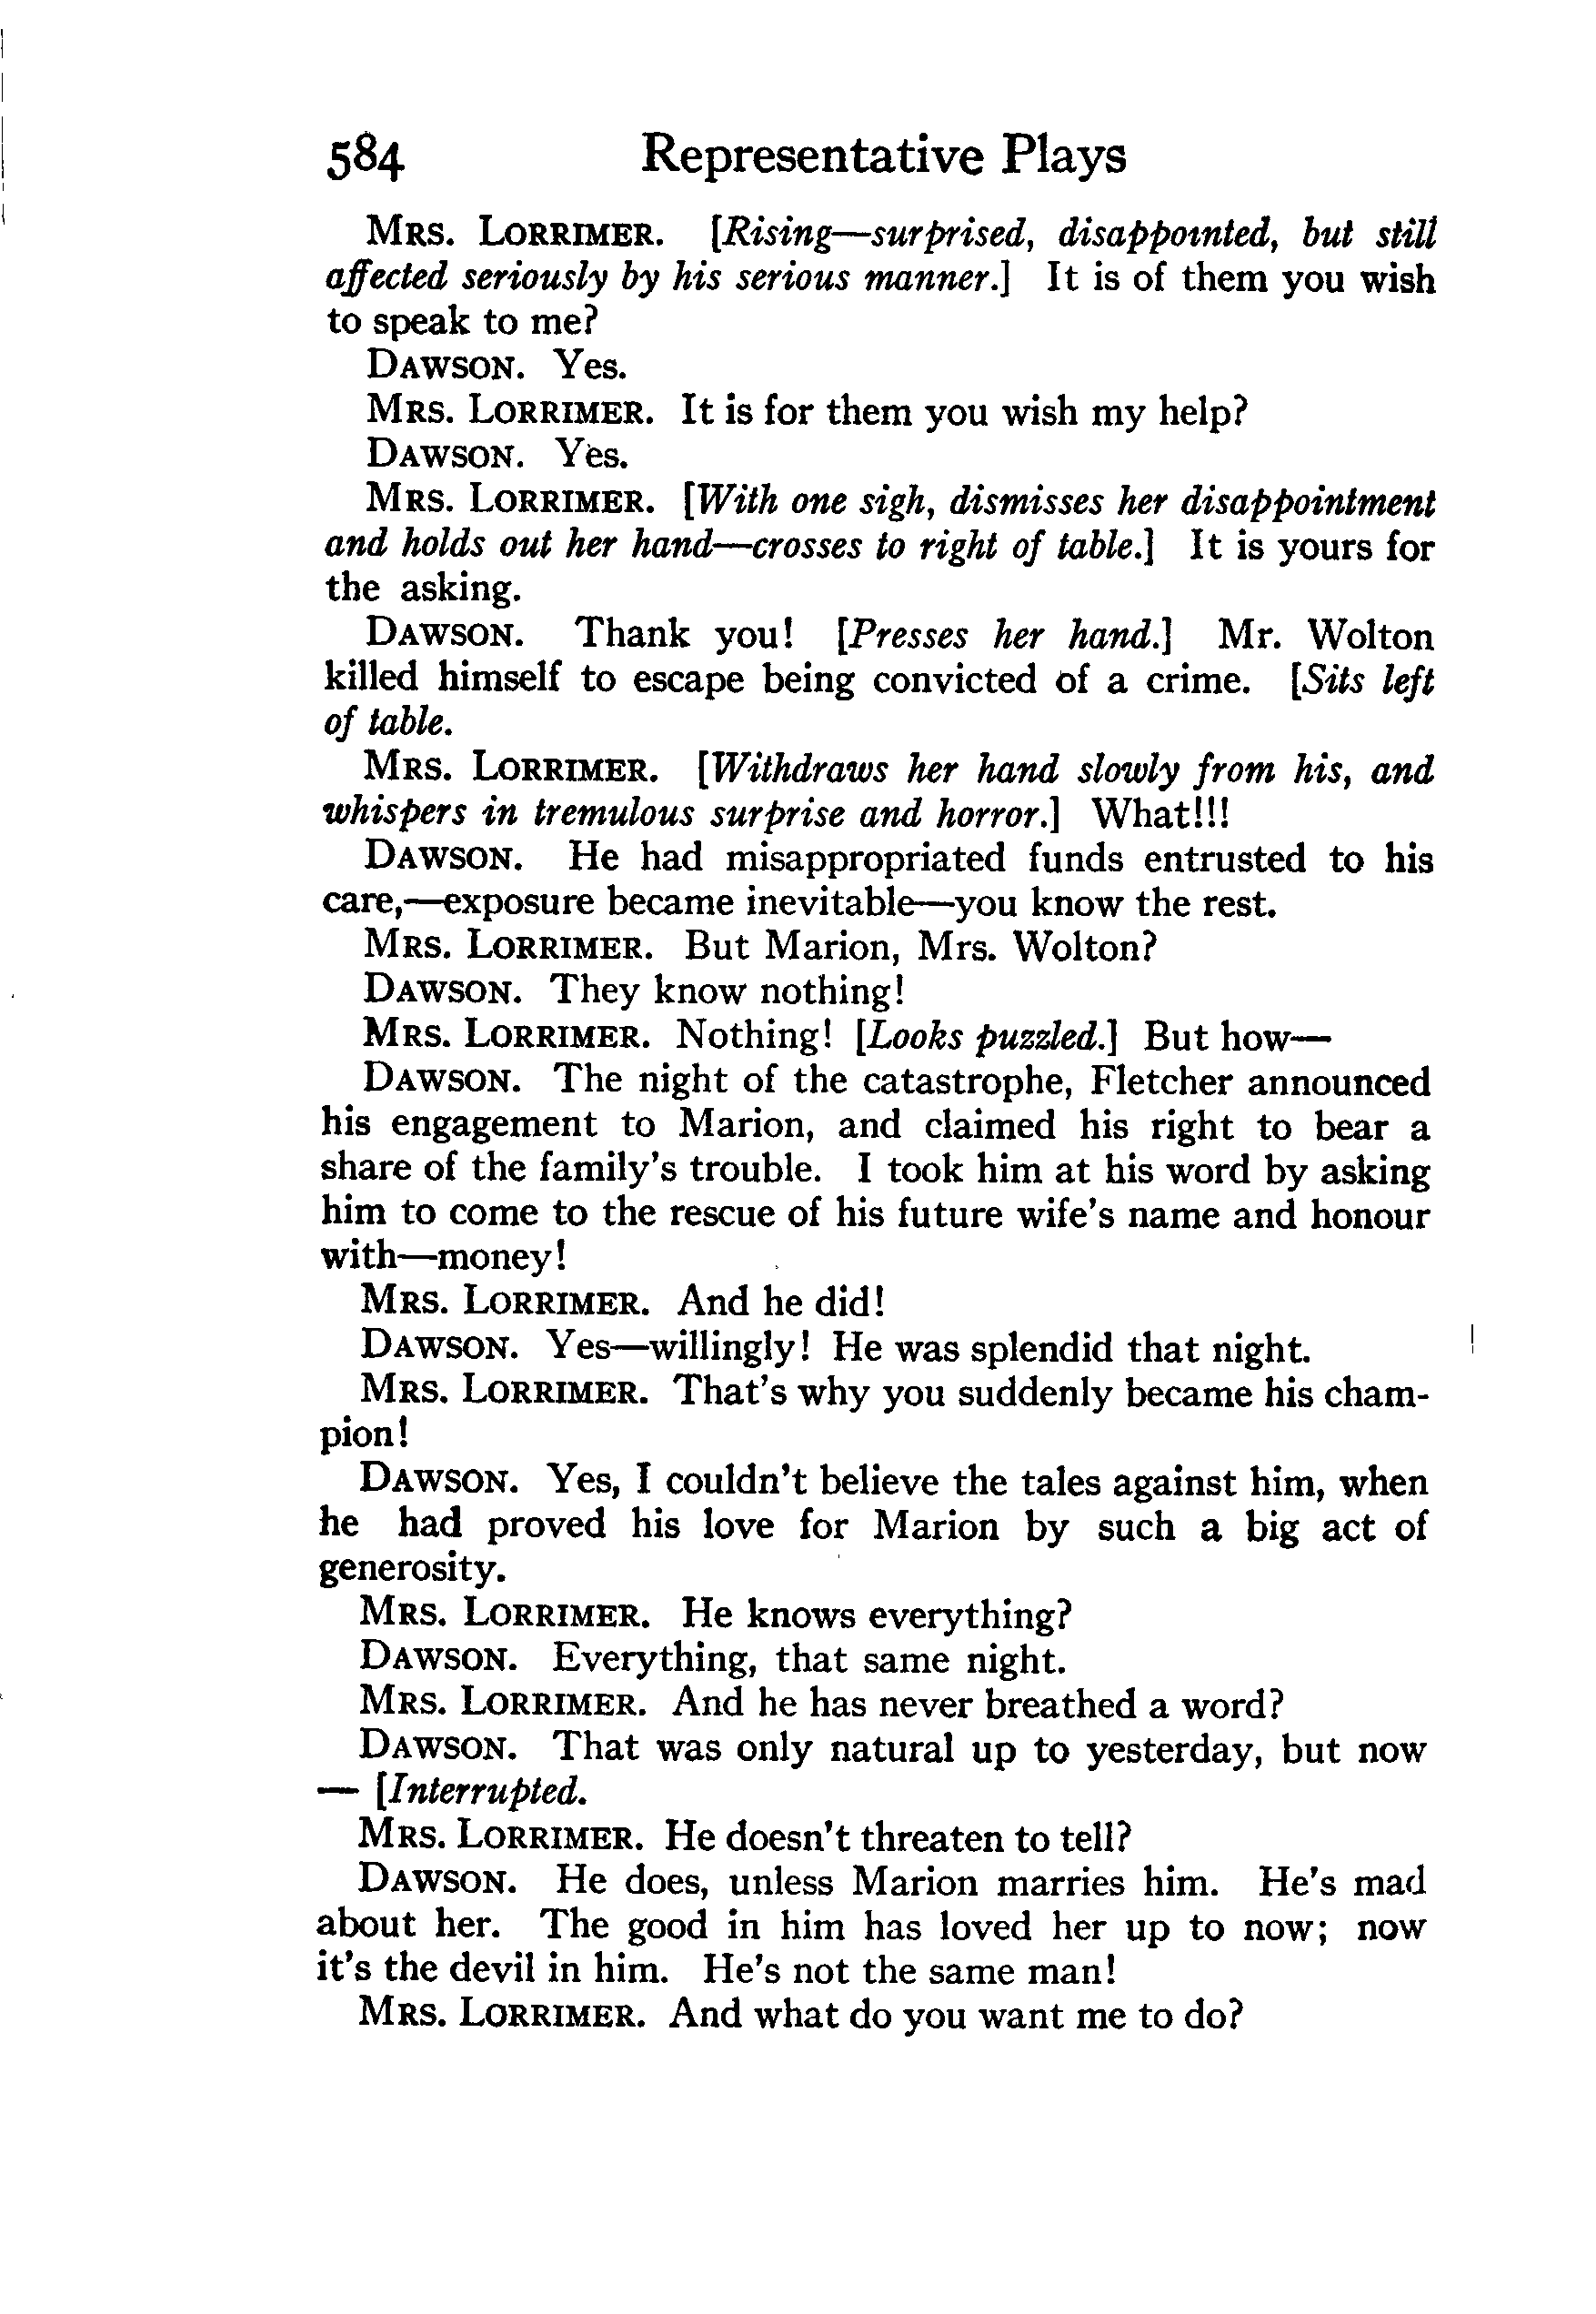 584 Representative Plays
MRS. LORRIMER. [Rising—surprised, disappointed, but still
affected seriously by his serious manner.] It is of them you wish
to speak to me?
DAWSON. Yes.
MRS. LORRIMER. It is for them you wish my help?
DAWSON. Yes.
MRS. LORRIMER. [With one sigh, dismisses her disappointment
and holds out her hand—crosses to right of table.] It is yours for
the asking.
DAWSON. Thank you! [Presses her hand.] Mr. Wolton
killed himself to escape being convicted of a crime. [Sits left
of table.
MRS. LORRIMER. [Withdraws her hand slowly from his, and
whispers in tremulous surprise and horror.] What!!!
DAWSON. He had misappropriated funds entrusted to his
care,—exposure became inevitable—you know the rest.
MRS. LORRIMER. But Marion, Mrs. Wolton?
DAWSON. They know nothing!
MRS. LORRIMER. Nothing! [Looks puzzled.] But how—
DAWSON. The night of the catastrophe, Fletcher announced
his engagement to Marion, and claimed his right to bear a
share of the family's trouble. I took him at his word by asking
him to come to the rescue of his future wife's name and honour
with—money!
MRS. LORRIMER. And he did!
DAWSON. Yes—willingly! He was splendid that night.
MRS. LORRIMER. That's why you suddenly became his cham-
pion!
DAWSON. Yes, I couldn't believe the tales against him, when
he had proved his love for Marion by such a big act of
generosity.
MRS. LORRIMER. He knows everything?
DAWSON. Everything, that same night.
MRS. LORRIMER. And he has never breathed a word?
DAWSON. That was only natural up to yesterday, but now
— [Interrupted.
MRS. LORRIMER. He doesn't threaten to tell?
DAWSON. He does, unless Marion marries him. He's mad
about her. The good in him has loved her up to now; now
it's the devil in him. He's not the same man!
MRS. LORRIMER. And what do you want me to do?